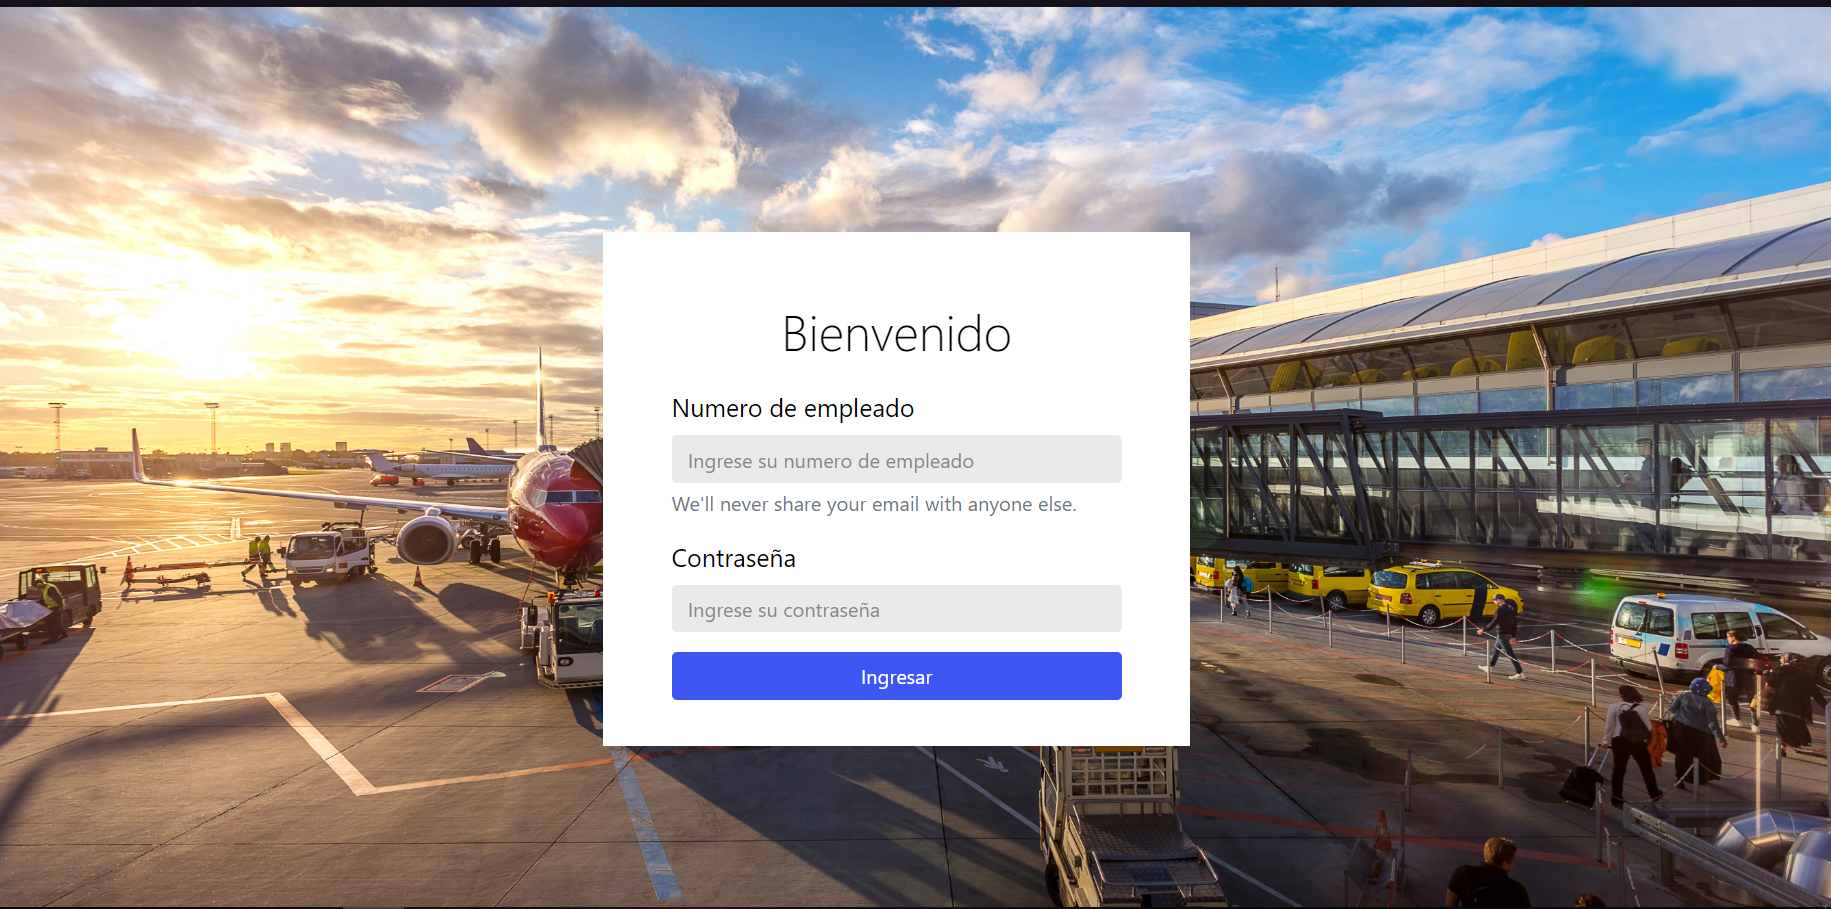 Bienvenido
Numero de empleado
Ingrese su numero de empleado
We'll never share your email with anyone else.
Contraseña
Ingrese su contraseña
Ingresar